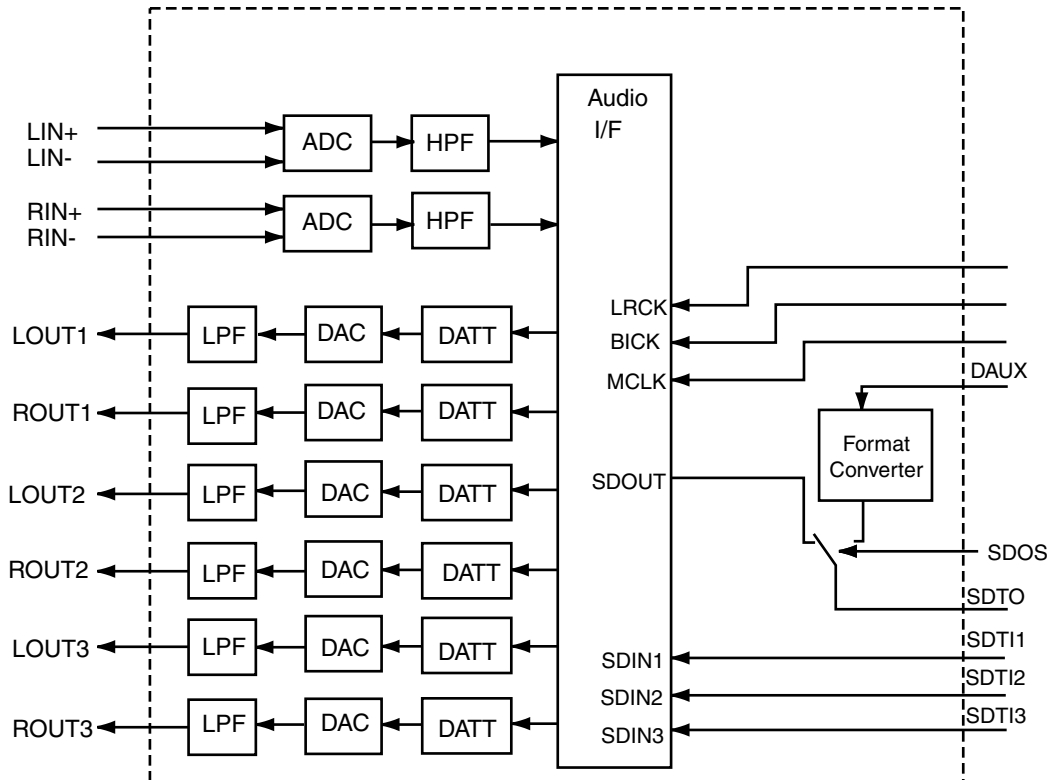 Audio
I/F
LIN+
LIN-
ADC
HPF
RIN+
RIN-
ADC
HPF
LRCK
BICK
MCLK
DAUX
Format
Converter
LOUT1
LPF
DAC
DATT
ROUT1
LPF
DAC
DATT
LOUT2
LPF
DAC
DATT
SDOUT
ROUT2
LPF
DAC
DATT
SDOS
SDTO
LOUT3
LPF
DAC
DATT
SDIN1
SDTI1
SDIN2
SDTI2
ROUT3
LPF
DAC
DATT
SDIN3
SDTI3